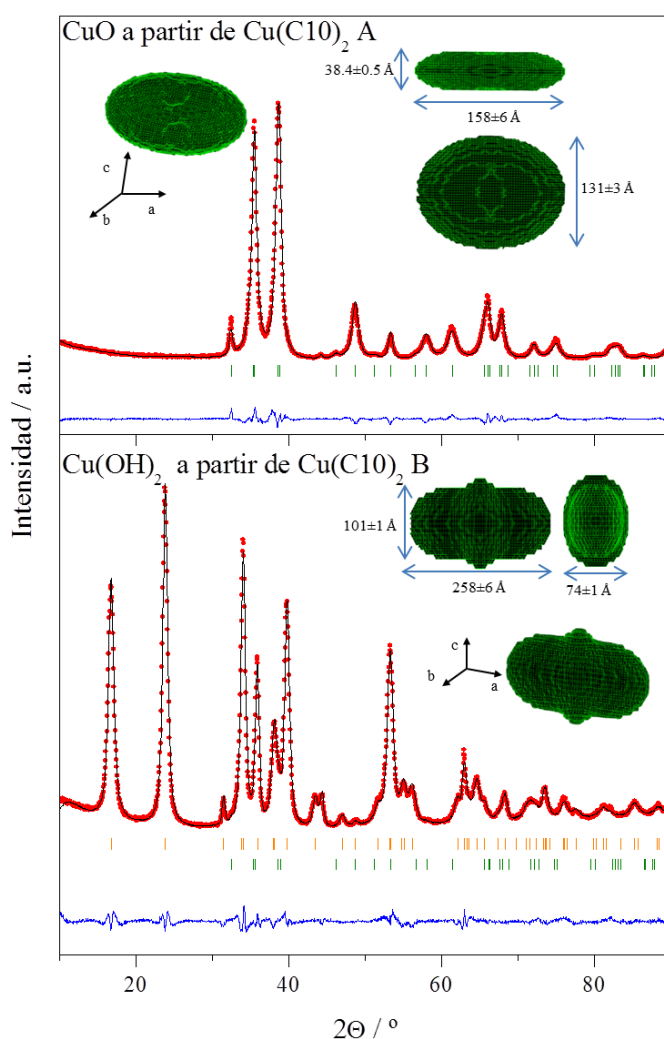 CuO a partir de Cu(C10)₂ A
38.4±0.5 Å
158±6 Å
131±3 Å
c
b
a
Cu(OH)₂ a partir de Cu(C10)₂ B
101±1 Å
258±6 Å
74±1 Å
c
b
a
Intensidad / a.u.
20
40
60
80
2Θ / º